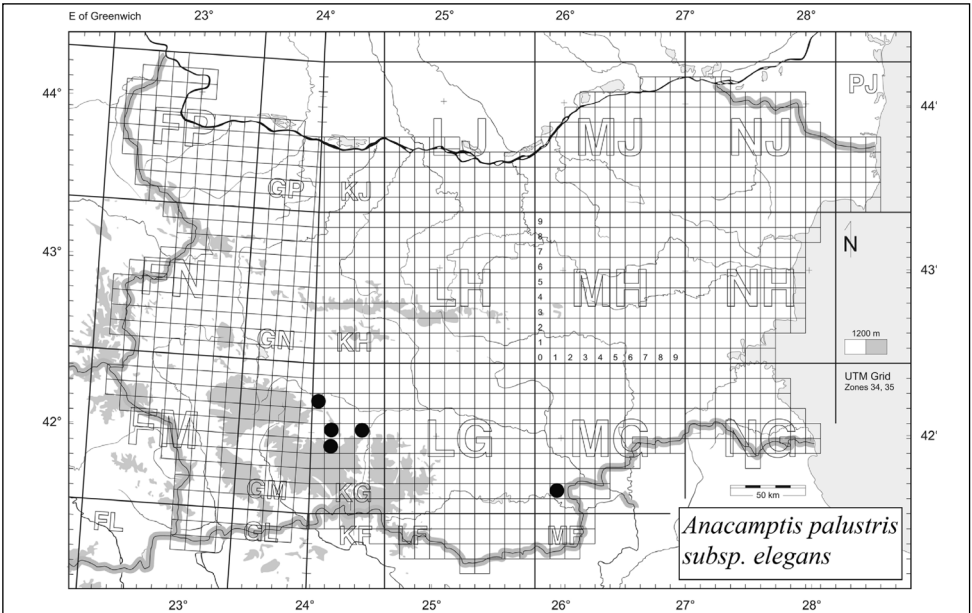 E of Greenwich 23° 24° 25° 26° 27° 28°
PJ
44° 44°
FP LJ MJ NJ
GP KJ
9
8
43° N 43°
7
FN 6
LH MH NH
5
4
3
2 1200 m
GN KH 1
0 1 2 3 4 5 6 7 8 9
UTM Grid
Zones 34, 35
42° 42°
FM LG MG NG
GM KG
50 km
FL GL KF LF MF
Anacamptis palustris
subsp. elegans
23° 24° 25° 26° 27° 28°